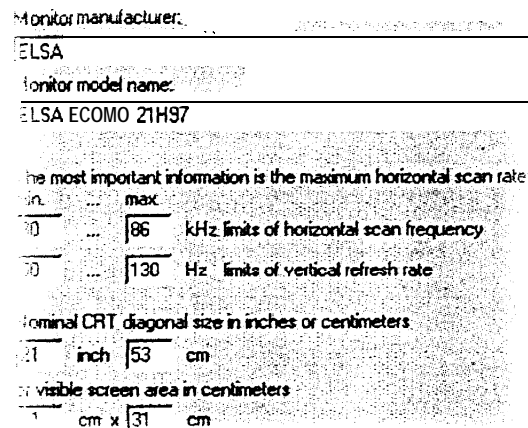 Monitor manufacturer:
ELSA
Monitor model name:
ELSA ECOMO 21H97
The most important information is the maximum horizontal scan rate
... max.
... 86 kHz limits of horizontal scan frequency
... 130 Hz limits of vertical refresh rate
Nominal CRT diagonal size in inches or centimeters
21 inch 53 cm
visible screen area in centimeters
cm x 31 cm